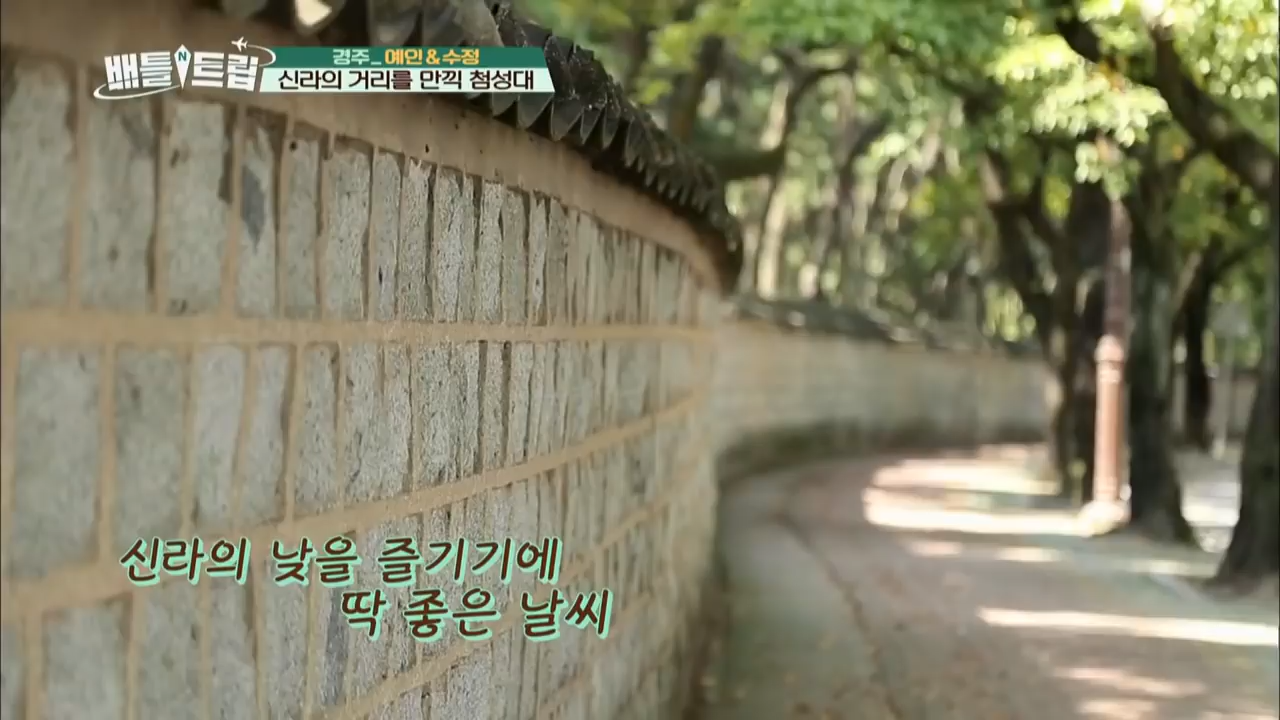 배틀트립
경주_예인&수정
신라의 거리를 만끽 첨성대
신라의 낮을 즐기기에
딱 좋은 날씨